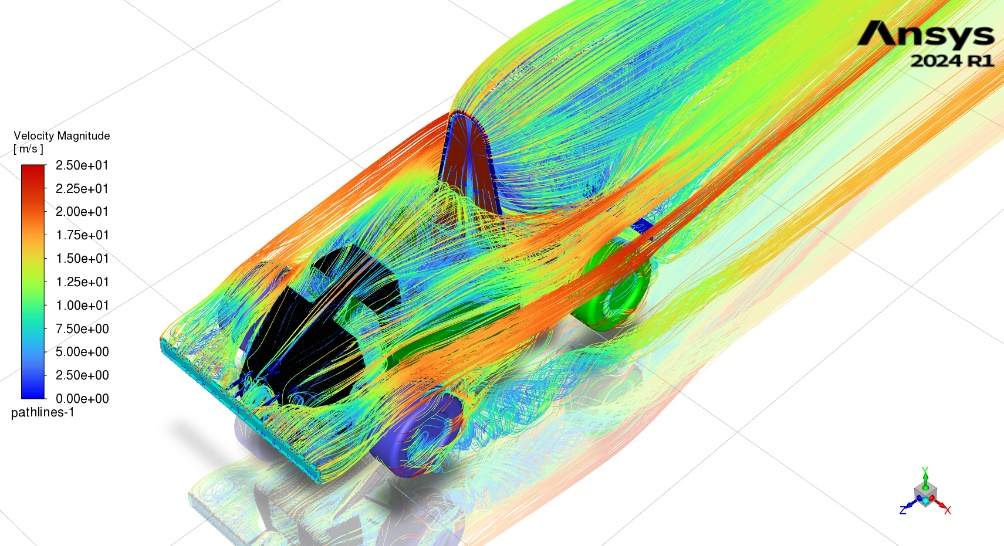 Ansys
2024 R1
Velocity Magnitude
[ m/s ]
2.50e+01
2.25e+01
2.00e+01
1.75e+01
1.50e+01
1.25e+01
1.00e+01
7.50e+00
5.00e+00
2.50e+00
0.00e+00
pathlines-1
Y
Z
X